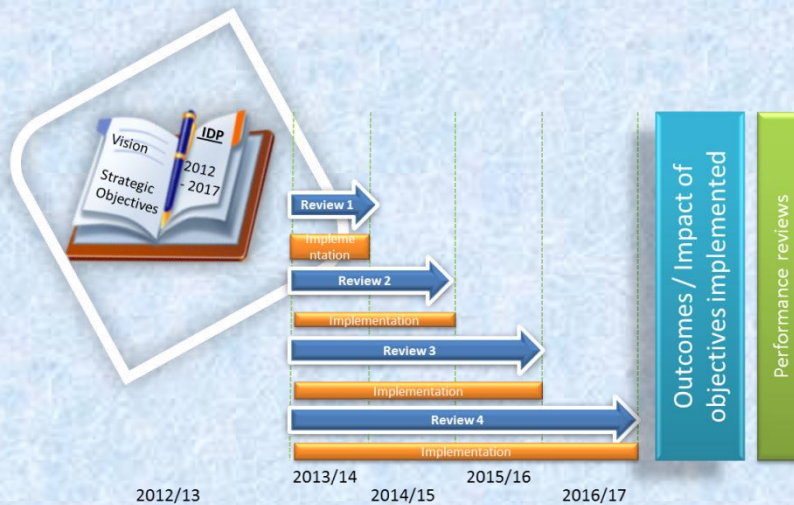 Vision
Strategic
Objectives
IDP
2012
- 2017
Review 1
Impleme
ntation
Review 2
Implementation
Review 3
Implementation
Review 4
Implementation
Outcomes / Impact of
objectives implemented
Performance reviews
2012/13
2013/14
2014/15
2015/16
2016/17